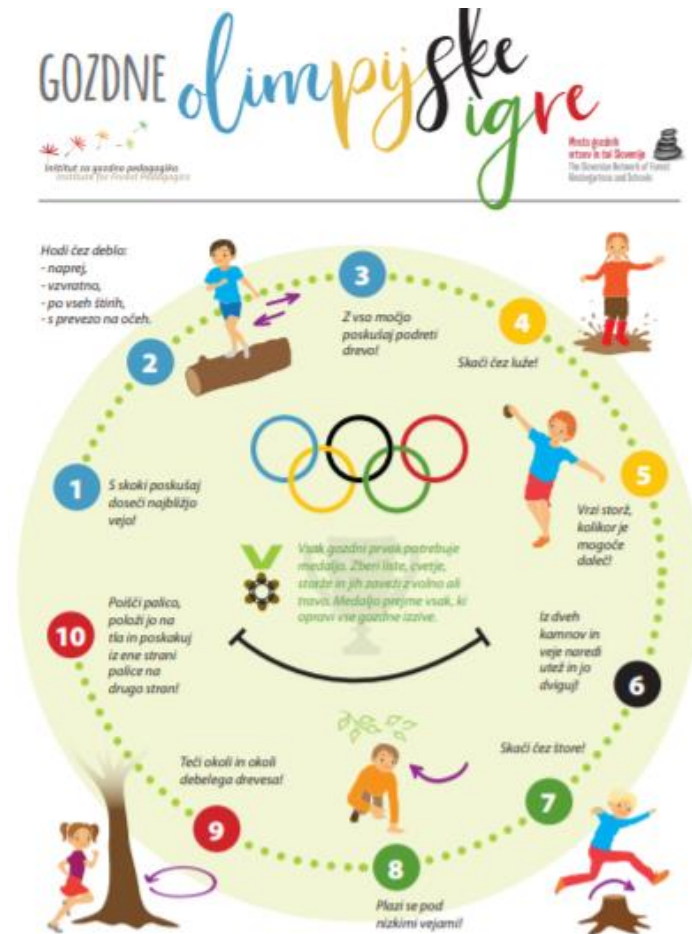 GOZDNE olimpijske igre
Inštitut za gozdno pedagogiko
Institute for Forest Pedagogics
Mreža gozdnih
vrtcev in šol Slovenije
The Slovenian Network of Forest
Kindergartens and Schools
Hodi čez deblo:
- naprej,
- vzvratno,
- po vseh štirih,
- s prevezo na očeh.
2
3
Z vso močjo
poskušaj podreti
drevo!
4
Skači čez luže!
1
S skoki poskušaj
doseči najbližjo
vejo!
5
Vrzi storž,
kolikor je
mogoče
daleč!
Vsak gozdni prvak potrebuje
medaljo. Zberi liste, cvetje,
storže in jih zaveži z volno ali
travo. Medaljo prejme vsak, ki
opravi vse gozdne izzive.
10
Poišči palico,
položi jo na
tla in poskakuj
iz ene strani
palice na
drugo stran!
Iz dveh
kamnov in
veje naredi
utež in jo
dviguj!
6
Teči okoli in okoli
debelega drevesa!
9
Skači čez štore!
7
8
Plazi se pod
nizkimi vejami!